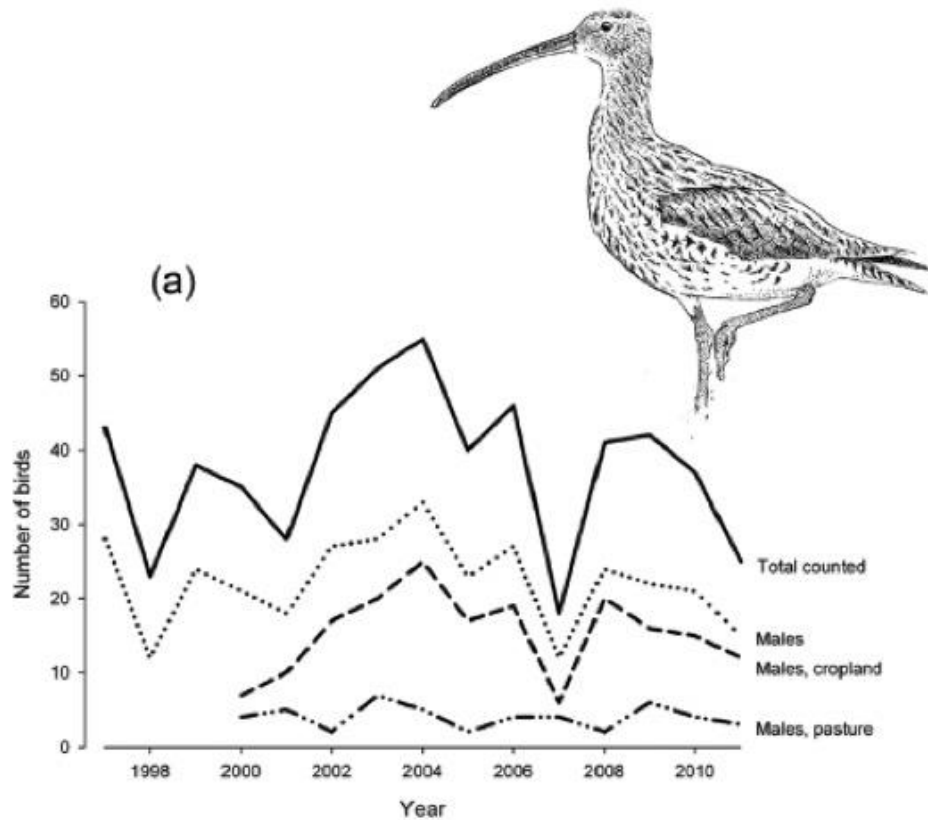 (a)
60
50
40
30
20
10
0
Number of birds
1998 2000 2002 2004 2006 2008 2010
Year
Total counted
Males
Males, cropland
Males, pasture